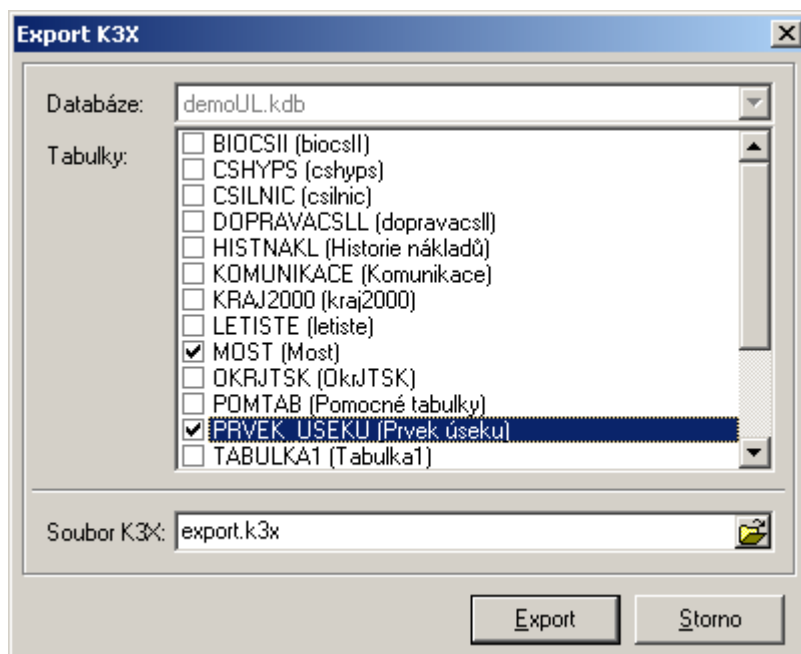 Export K3X
Databáze: demoUL.kdb
Tabulky:
BIOCSII (biocsII)
CSHYPS (cshyps)
CSILNIC (csilnic)
DOPRAVACSLL (dopravacsll)
HISTNAKL (Historie nákladů)
KOMUNIKACE (Komunikace)
KRAJ2000 (kraj2000)
LETISTE (letiste)
MOST (Most)
OKRJTSK (OkrJTSK)
POMTAB (Pomocné tabulky)
PRVEK_USEKU (Prvek úseku)
TABULKA1 (Tabulka1)
Soubor K3X: export.k3x
Export Storno